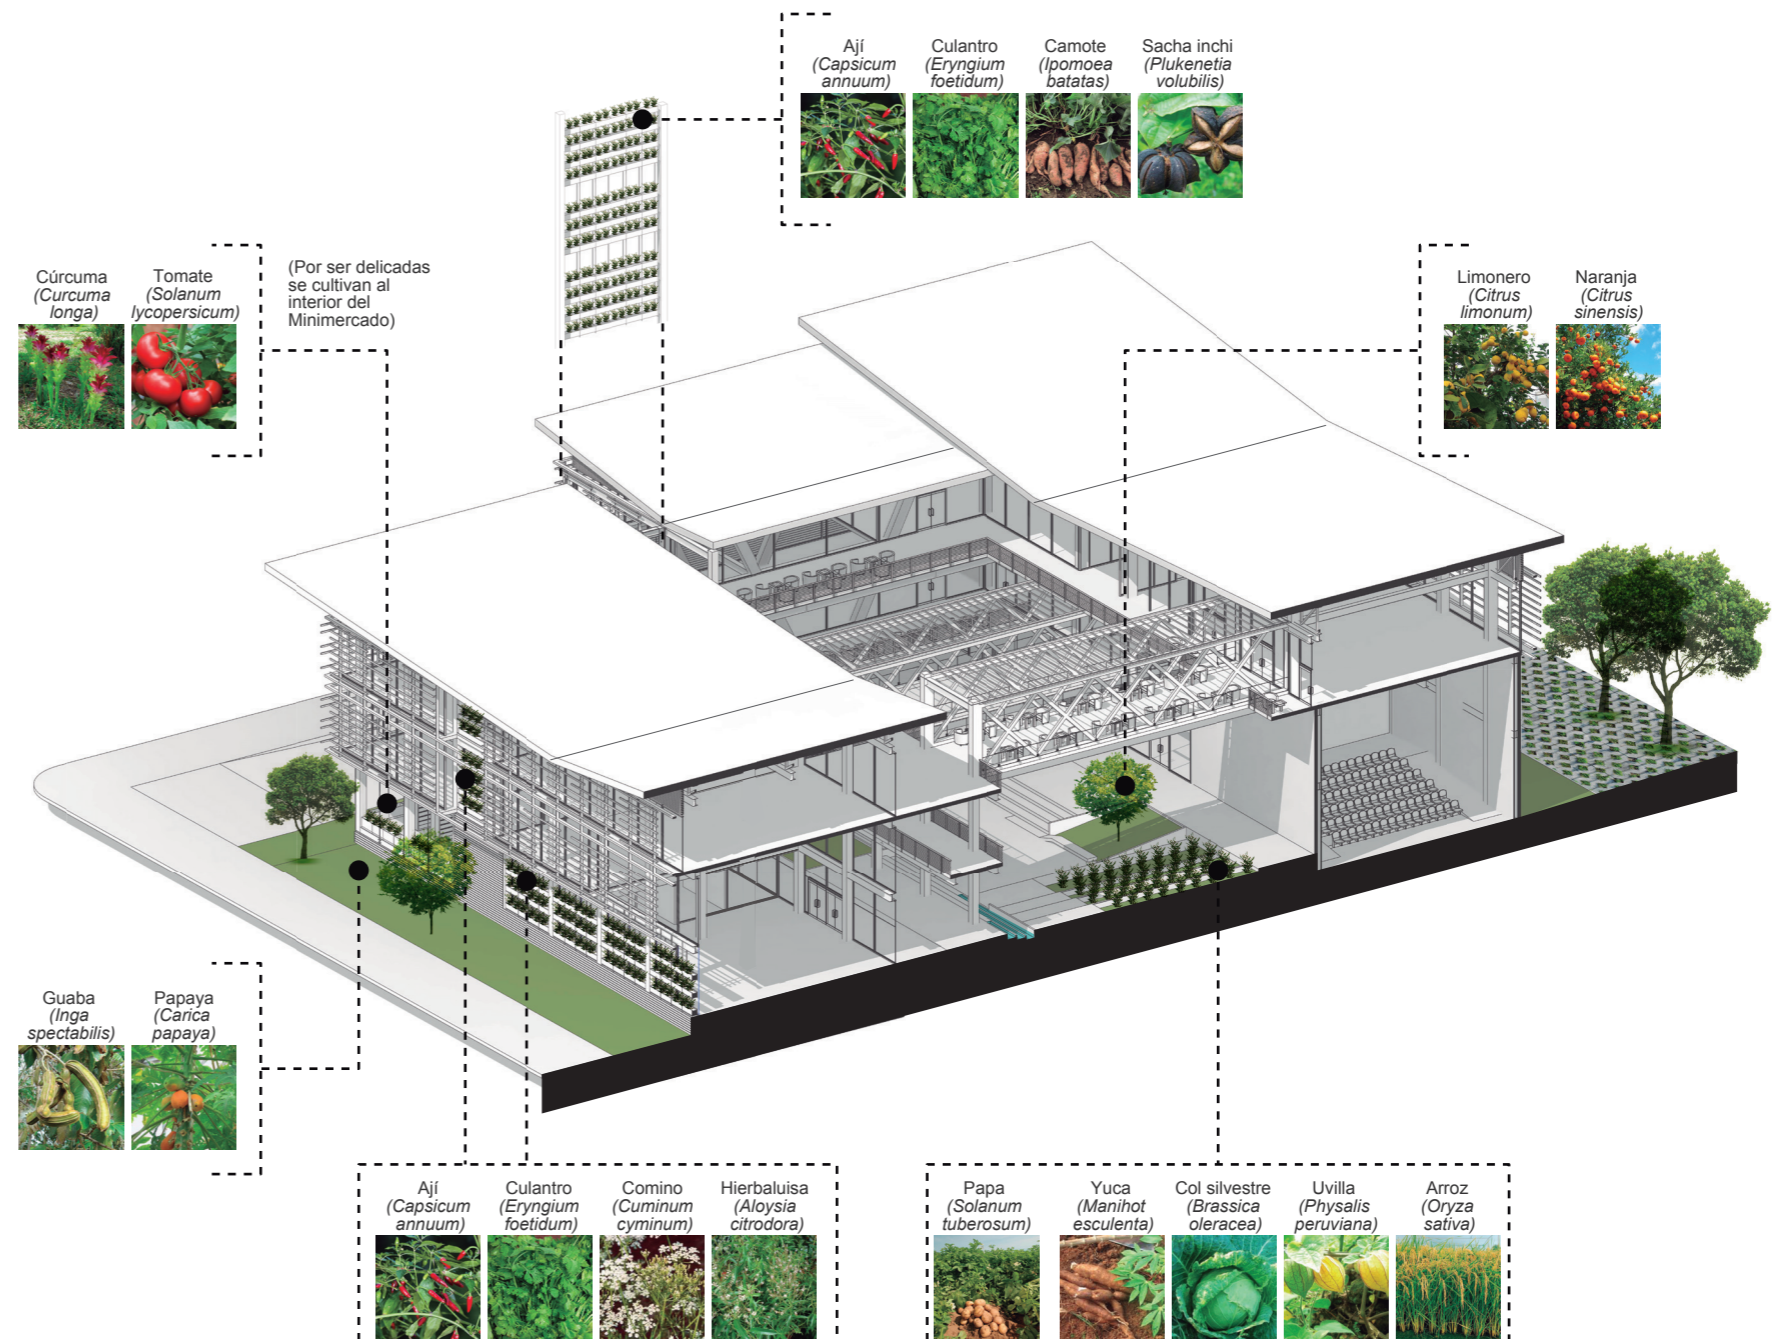 Ají
(Capsicum
annuum)
Culantro
(Eryngium
foetidum)
Camote
(Ipomoea
batatas)
Sacha inchi
(Plukenetia
volubilis)
Cúrcuma
(Curcuma
longa)
Tomate
(Solanum
lycopersicum)
(Por ser delicadas
se cultivan al
interior del
Minimercado)
Limonero
(Citrus
limonum)
Naranja
(Citrus
sinensis)
Guaba
(Inga
spectabilis)
Papaya
(Carica
papaya)
Ají
(Capsicum
annuum)
Culantro
(Eryngium
foetidum)
Comino
(Cuminum
cyminum)
Hierbaluisa
(Aloysia
citrodora)
Papa
(Solanum
tuberosum)
Yuca
(Manihot
esculenta)
Col silvestre
(Brassica
oleracea)
Uvilla
(Physalis
peruviana)
Arroz
(Oryza
sativa)